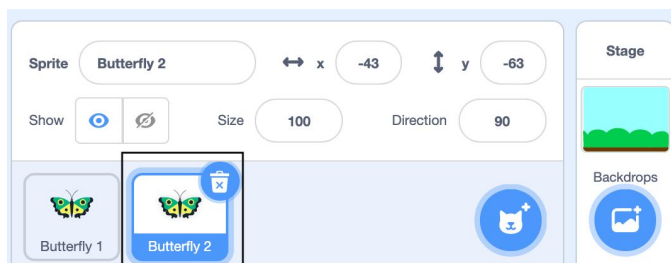 Sprite Butterfly 2 x -43 y -63
Show Size 100 Direction 90
Butterfly 1 Butterfly 2
Stage
Backdrops